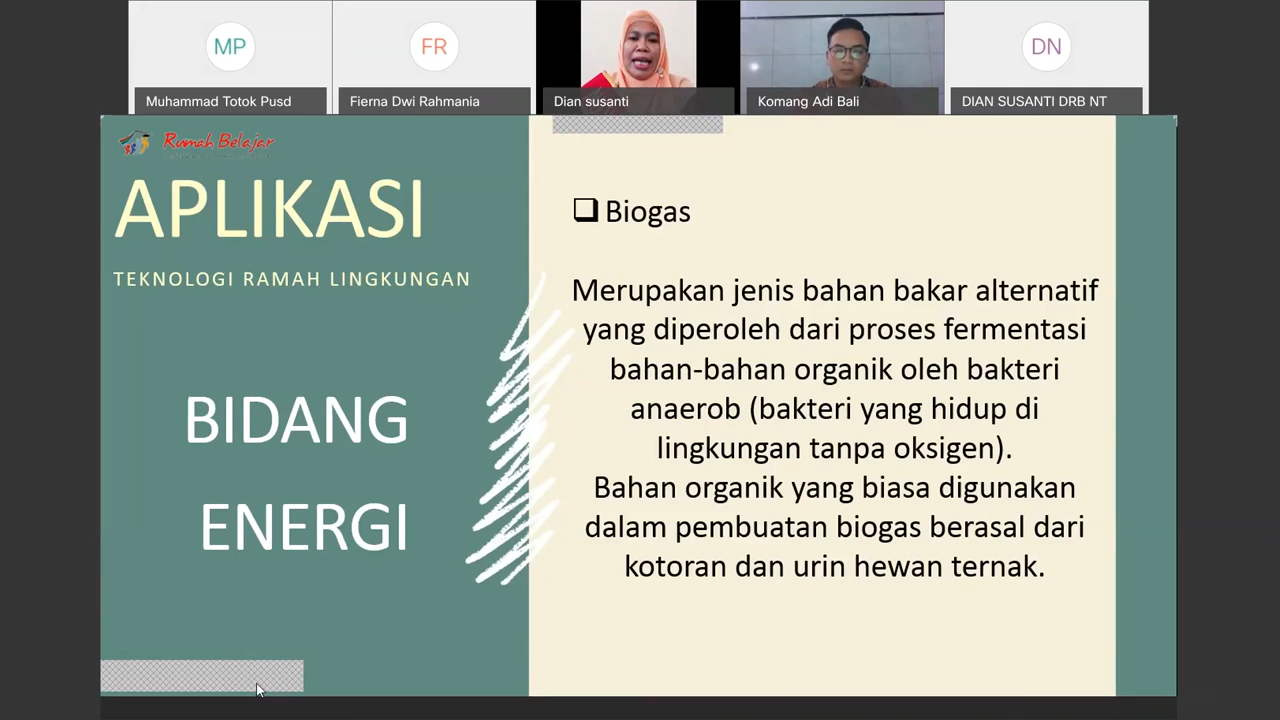 MP
FR
DN
Muhammad Totok Pusd
Fierna Dwi Rahmania
Dian susanti
Komang Adi Bali
DIAN SUSANTI DRB NT
Rumah Belajar
APLIKASI
TEKNOLOGI RAMAH LINGKUNGAN
BIDANG
ENERGI
❑ Biogas
Merupakan jenis bahan bakar alternatif
yang diperoleh dari proses fermentasi
bahan-bahan organik oleh bakteri
anaerob (bakteri yang hidup di
lingkungan tanpa oksigen).
Bahan organik yang biasa digunakan
dalam pembuatan biogas berasal dari
kotoran dan urin hewan ternak.